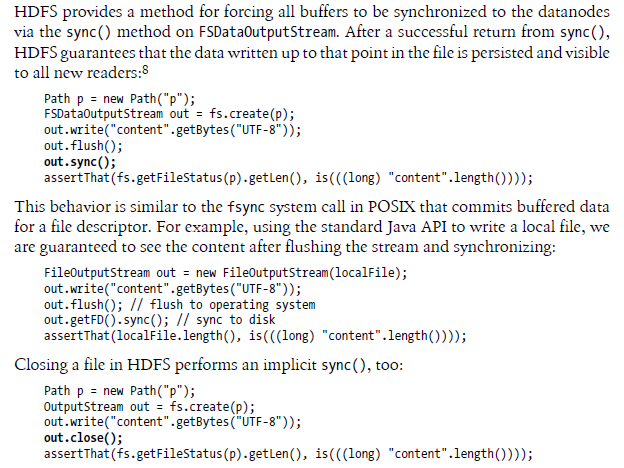 HDFS provides a method for forcing all buffers to be synchronized to the datanodes
via the sync() method on FSDataOutputStream. After a successful return from sync(),
HDFS guarantees that the data written up to that point in the file is persisted and visible
to all new readers:8
Path p = new Path("p");
FSDataOutputStream out = fs.create(p);
out.write("content".getBytes("UTF-8"));
out.flush();
out.sync();
assertThat(fs.getFileStatus(p).getLen(), is(((long) "content".length())));
This behavior is similar to the fsync system call in POSIX that commits buffered data
for a file descriptor. For example, using the standard Java API to write a local file, we
are guaranteed to see the content after flushing the stream and synchronizing:
FileOutputStream out = new FileOutputStream(localFile);
out.write("content".getBytes("UTF-8"));
out.flush(); // flush to operating system
out.getFD().sync(); // sync to disk
assertThat(localFile.length(), is(((long) "content".length())));
Closing a file in HDFS performs an implicit sync(), too:
Path p = new Path("p");
OutputStream out = fs.create(p);
out.write("content".getBytes("UTF-8"));
out.close();
assertThat(fs.getFileStatus(p).getLen(), is(((long) "content".length())));